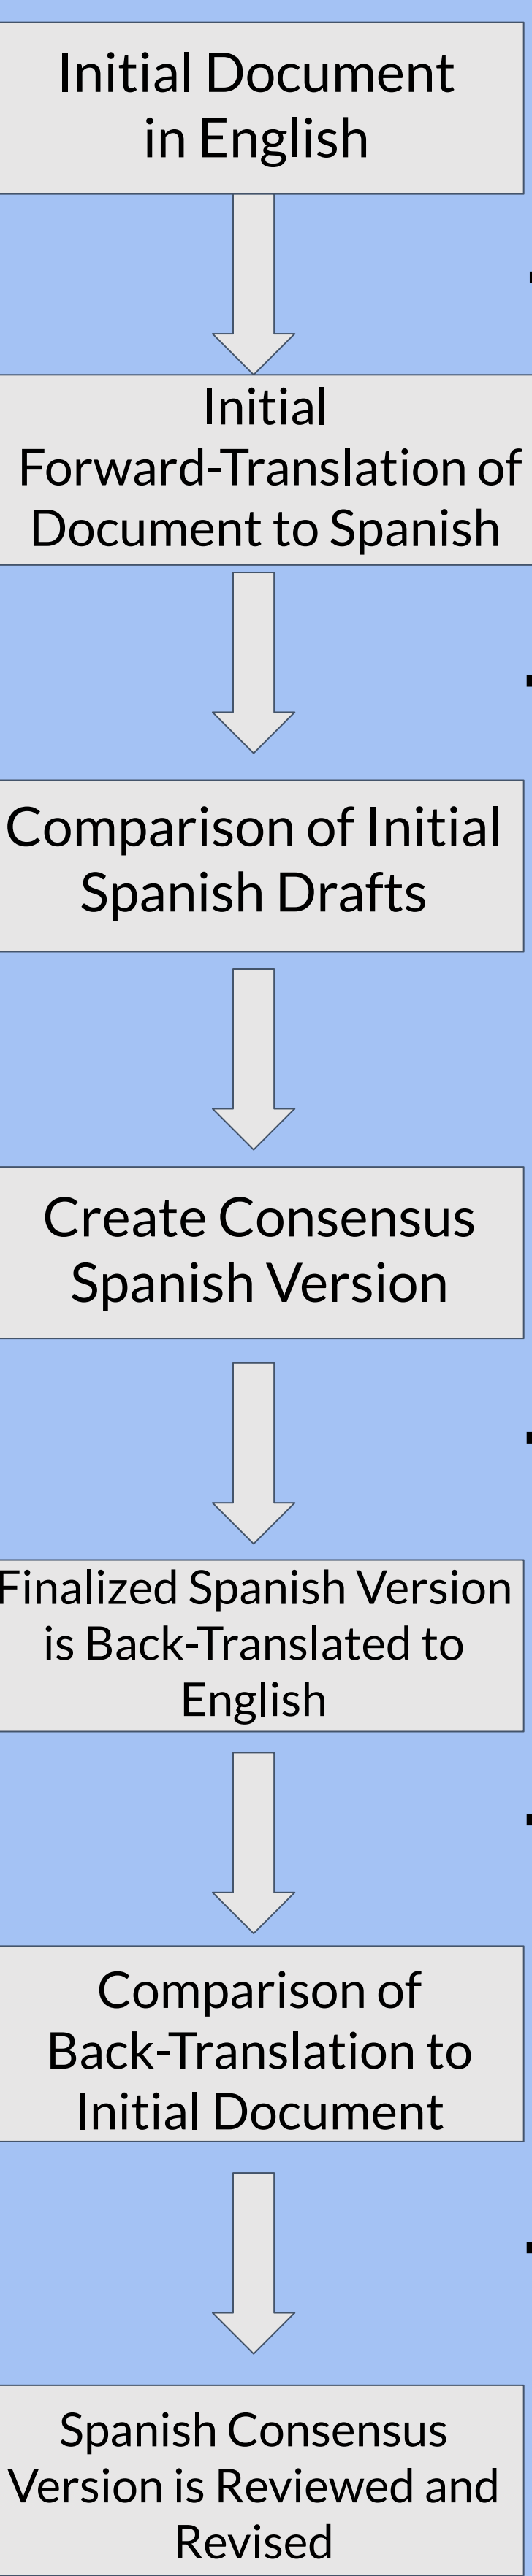 Initial Document
in English
Initial
Forward-Translation of
Document to Spanish
Comparison of Initial
Spanish Drafts
Create Consensus
Spanish Version
Finalized Spanish Version
is Back-Translated to
English
Comparison of
Back-Translation to
Initial Document
Spanish Consensus
Version is Reviewed and
Revised